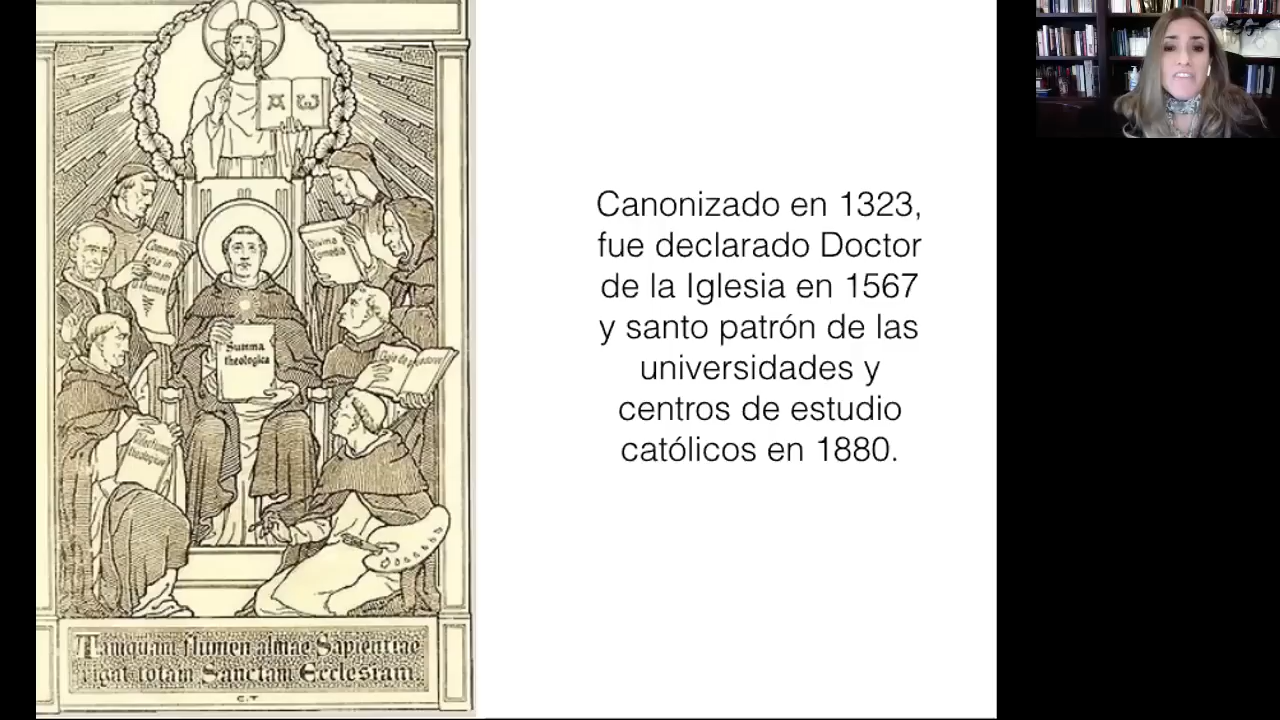 Canonizado en 1323,
fue declarado Doctor
de la Iglesia en 1567
y santo patrón de las
universidades y
centros de estudio
católicos en 1880.
Divina
Comedia
Summa
theologica
theologicae
Tamquam flumen almae Sapientiae
rigat totam Sanctam Ecclesiam.
C.T